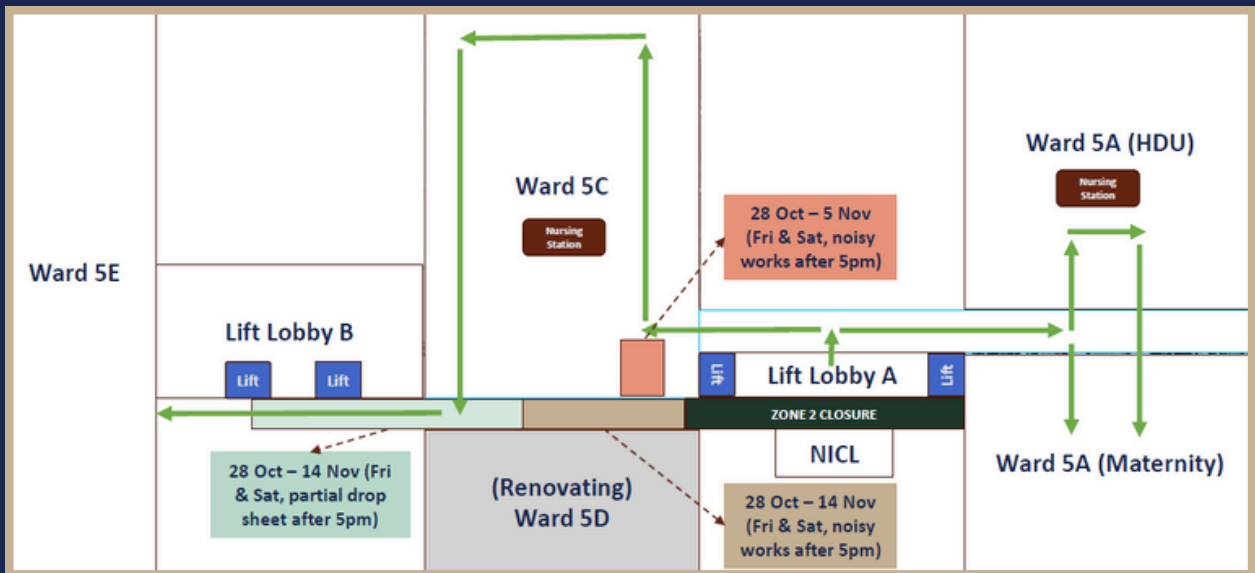 Ward 5E
Lift Lobby B
Lift
Lift
Ward 5C
Nursing
Station
28 Oct – 5 Nov
(Fri & Sat, noisy
works after 5pm)
Ward 5A (HDU)
Nursing
Station
Lift
Lift Lobby A
Lift
ZONE 2 CLOSURE
NICL
Ward 5A (Maternity)
28 Oct – 14 Nov (Fri
& Sat, partial drop
sheet after 5pm)
(Renovating)
Ward 5D
28 Oct – 14 Nov
(Fri & Sat, noisy
works after 5pm)